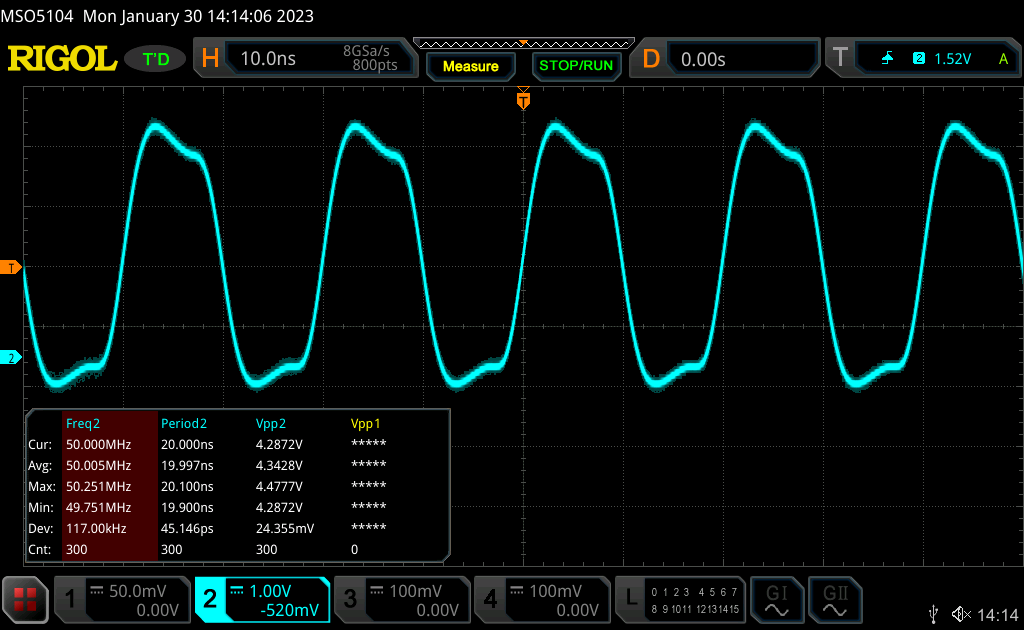 MSO5104 Mon January 30 14:14:06 2023
RIGOL T'D H 10.0ns 8GSa/s 800pts Measure STOP/RUN D 0.00s T 2 1.52V A
T
T
2
Freq2 Period2 Vpp2 Vpp1
Cur: 50.000MHz 20.000ns 4.2872V *****
Avg: 50.005MHz 19.997ns 4.3428V *****
Max: 50.251MHz 20.100ns 4.4777V *****
Min: 49.751MHz 19.900ns 4.2872V *****
Dev: 117.00kHz 45.146ps 24.355mV *****
Cnt: 300 300 300 0
1 50.0mV 0.00V 2 1.00V -520mV 3 100mV 0.00V 4 100mV 0.00V L 0 1 2 3 4 5 6 7 8 9 10 11 12 13 14 15 GI GII
14:14